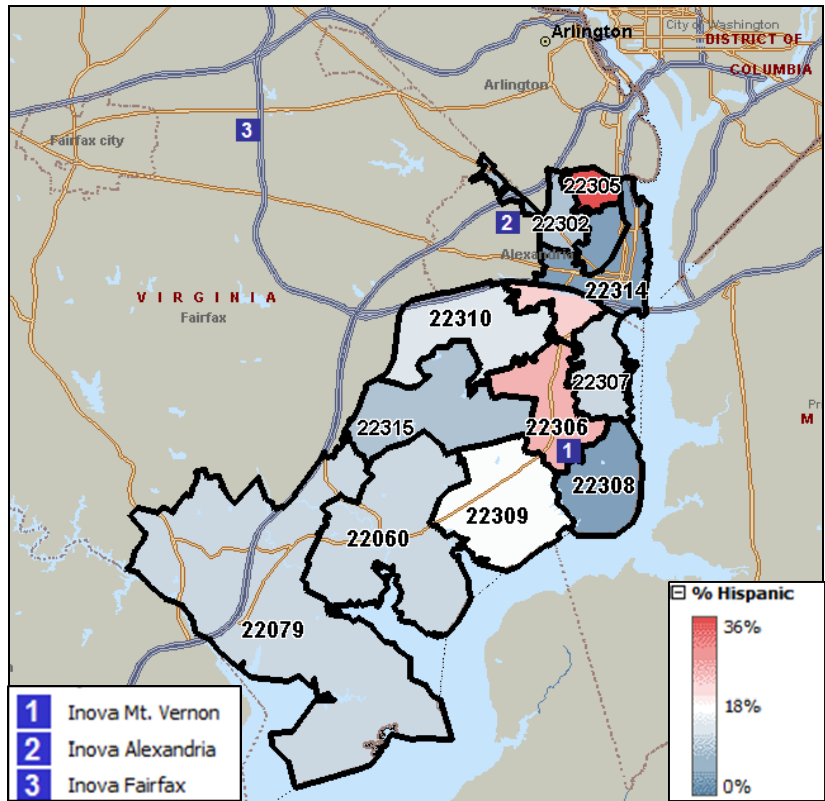 City of Washington
Arlington
DISTRICT OF
COLUMBIA
Arlington
3
Fairfax city
22305
2
22302
Alexandria
22314
VIRGINIA
Fairfax
22310
22307
22315
22306
M
1
22308
22309
22060
22079
% Hispanic
36%
18%
0%
1 Inova Mt. Vernon
2 Inova Alexandria
3 Inova Fairfax